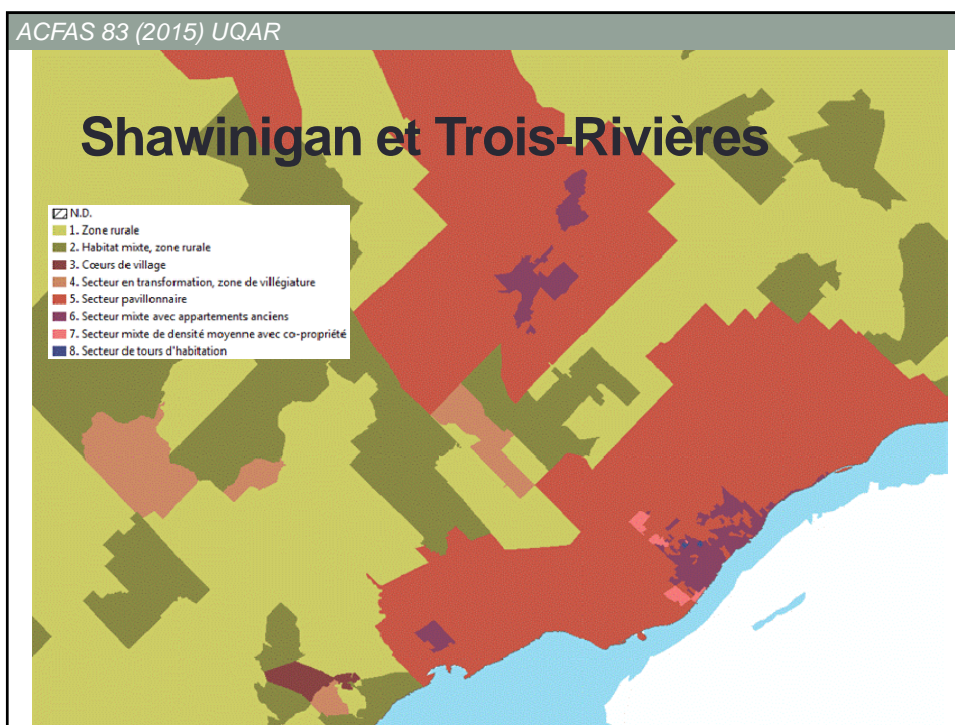 ACFAS 83 (2015) UQAR
Shawinigan et Trois-Rivières
N.D.
1. Zone rurale
2. Habitat mixte, zone rurale
3. Cœurs de village
4. Secteur en transformation, zone de villégiature
5. Secteur pavillonnaire
6. Secteur mixte avec appartements anciens
7. Secteur mixte de densité moyenne avec co-propriété
8. Secteur de tours d'habitation